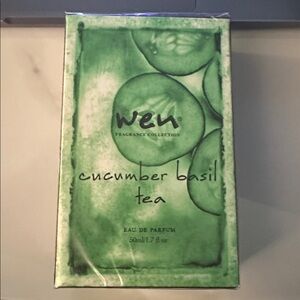 wen
FRAGRANCE COLLECTION
cucumber basil
tea
EAU DE PARFUM
50ml/1.7 fl oz